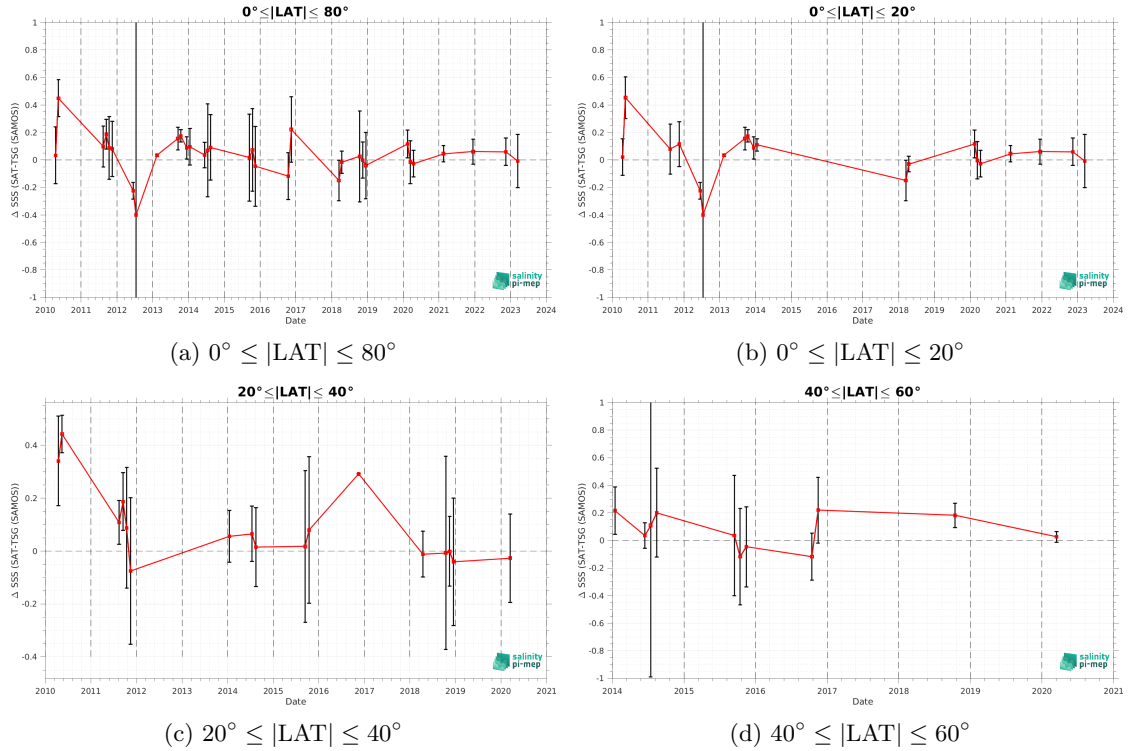 0°≤|LAT|≤ 80°
Δ SSS (SAT-TSG (SAMOS))
1
0.8
0.6
0.4
0.2
0
-0.2
-0.4
-0.6
-0.8
-1
2010 2011 2012 2013 2014 2015 2016 2017 2018 2019 2020 2021 2022 2023 2024
Date
salinity
pi-mep
(a) 0° ≤ |LAT| ≤ 80°
0°≤|LAT|≤ 20°
Δ SSS (SAT-TSG (SAMOS))
1
0.8
0.6
0.4
0.2
0
-0.2
-0.4
-0.6
-0.8
-1
2010 2011 2012 2013 2014 2015 2016 2017 2018 2019 2020 2021 2022 2023 2024
Date
salinity
pi-mep
(b) 0° ≤ |LAT| ≤ 20°
20°≤|LAT|≤ 40°
Δ SSS (SAT-TSG (SAMOS))
0.4
0.2
0
-0.2
-0.4
2010 2011 2012 2013 2014 2015 2016 2017 2018 2019 2020 2021
Date
salinity
pi-mep
(c) 20° ≤ |LAT| ≤ 40°
40°≤|LAT|≤ 60°
Δ SSS (SAT-TSG (SAMOS))
1
0.8
0.6
0.4
0.2
0
-0.2
-0.4
-0.6
-0.8
-1
2014 2015 2016 2017 2018 2019 2020 2021
Date
salinity
pi-mep
(d) 40° ≤ |LAT| ≤ 60°